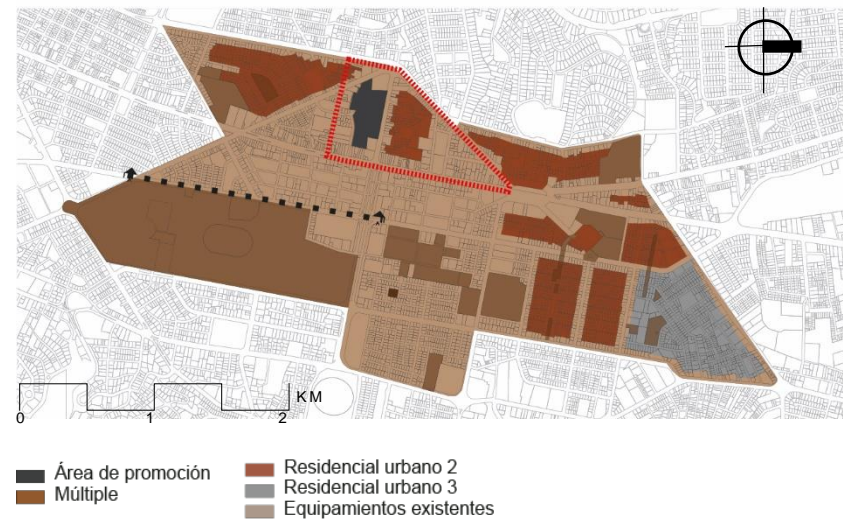 KM
0 1 2
Área de promoción
Múltiple
Residencial urbano 2
Residencial urbano 3
Equipamientos existentes